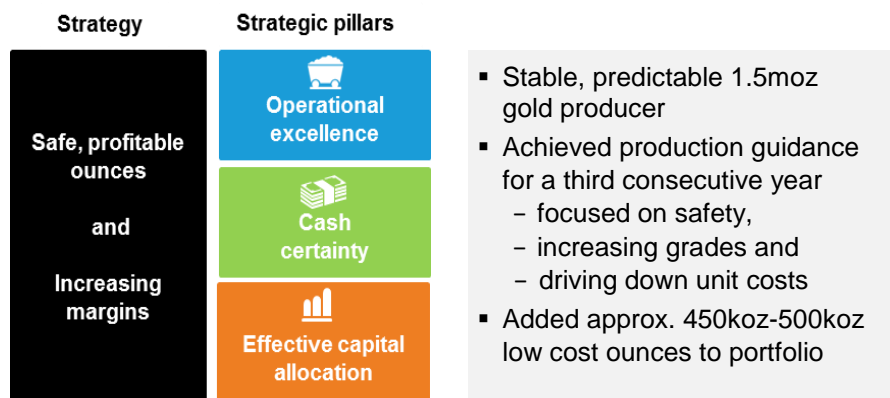 Strategy
Strategic pillars
Safe, profitable
ounces
and
Increasing
margins
Operational
excellence
Cash
certainty
Effective capital
allocation
▪ Stable, predictable 1.5moz
gold producer
▪ Achieved production guidance
for a third consecutive year
– focused on safety,
– increasing grades and
– driving down unit costs
▪ Added approx. 450koz-500koz
low cost ounces to portfolio